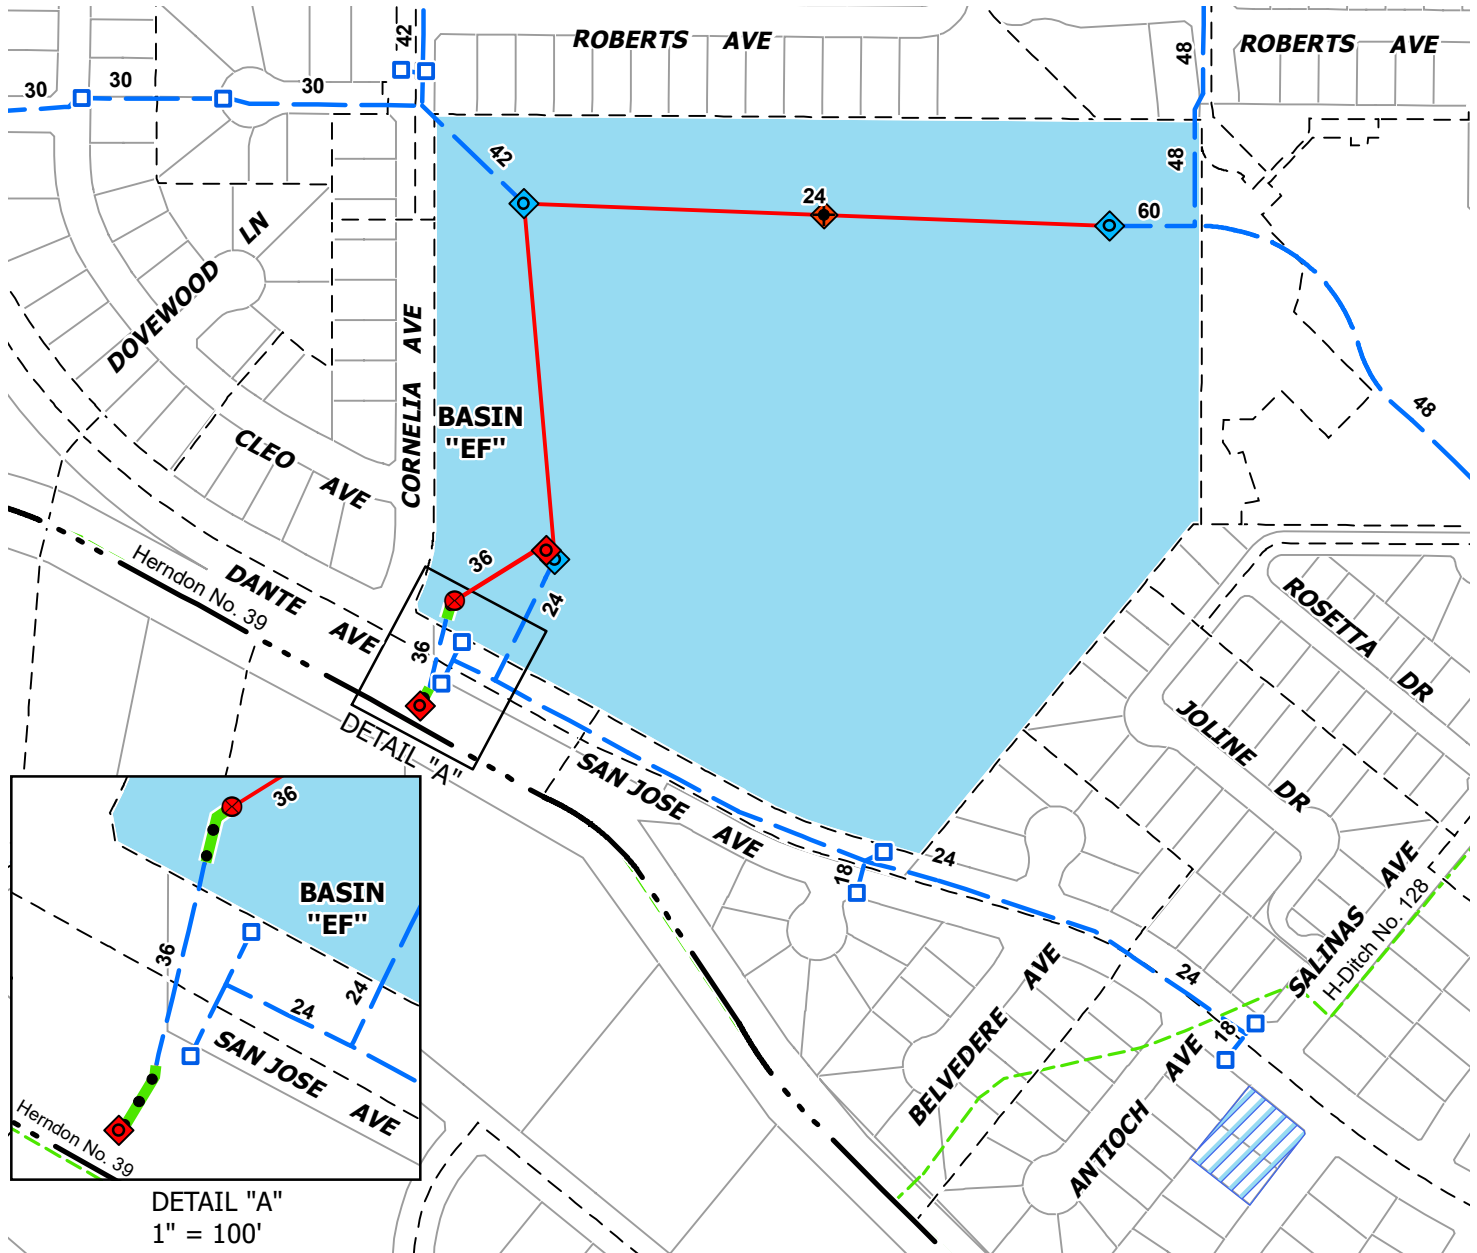 42
ROBERTS AVE
48
ROBERTS AVE
30
30
30
42
24
48
60
DOVEWOOD
LN
CORNELIA AVE
BASIN
"EF"
48
CLEO AVE
Herndon No. 39
DANTE AVE
36
24
36
DETAIL "A"
SAN JOSE AVE
ROSETTA DR
JOLINE DR
18
24
SALINAS AVE
H-Ditch No. 128
24
18
BELVEDERE AVE
ANTIOCH AVE
36
BASIN
"EF"
36
24
24
SAN JOSE AVE
Herndon No. 39
DETAIL "A"
1" = 100'